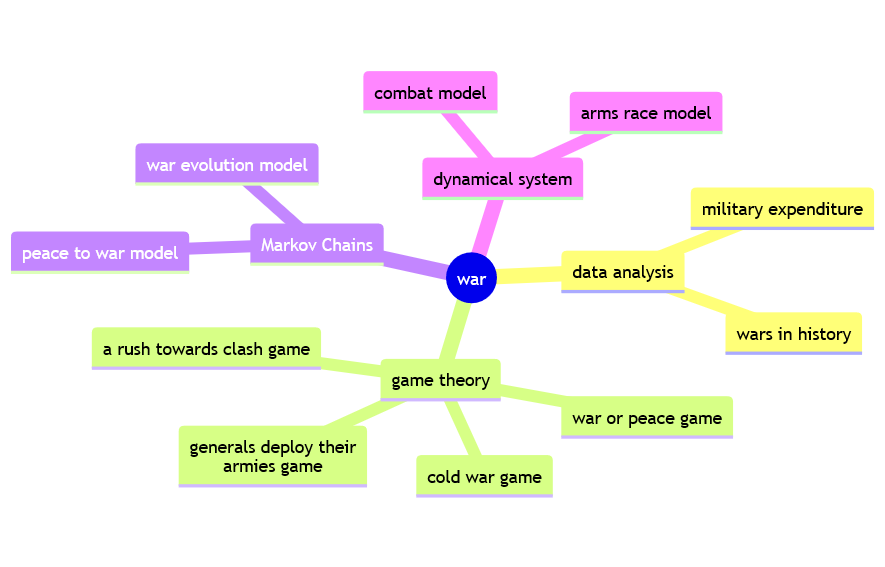 combat model
arms race model
war evolution model
dynamical system
military expenditure
Markov Chains
peace to war model
data analysis
war
wars in history
a rush towards clash game
game theory
war or peace game
generals deploy their
armies game
cold war game